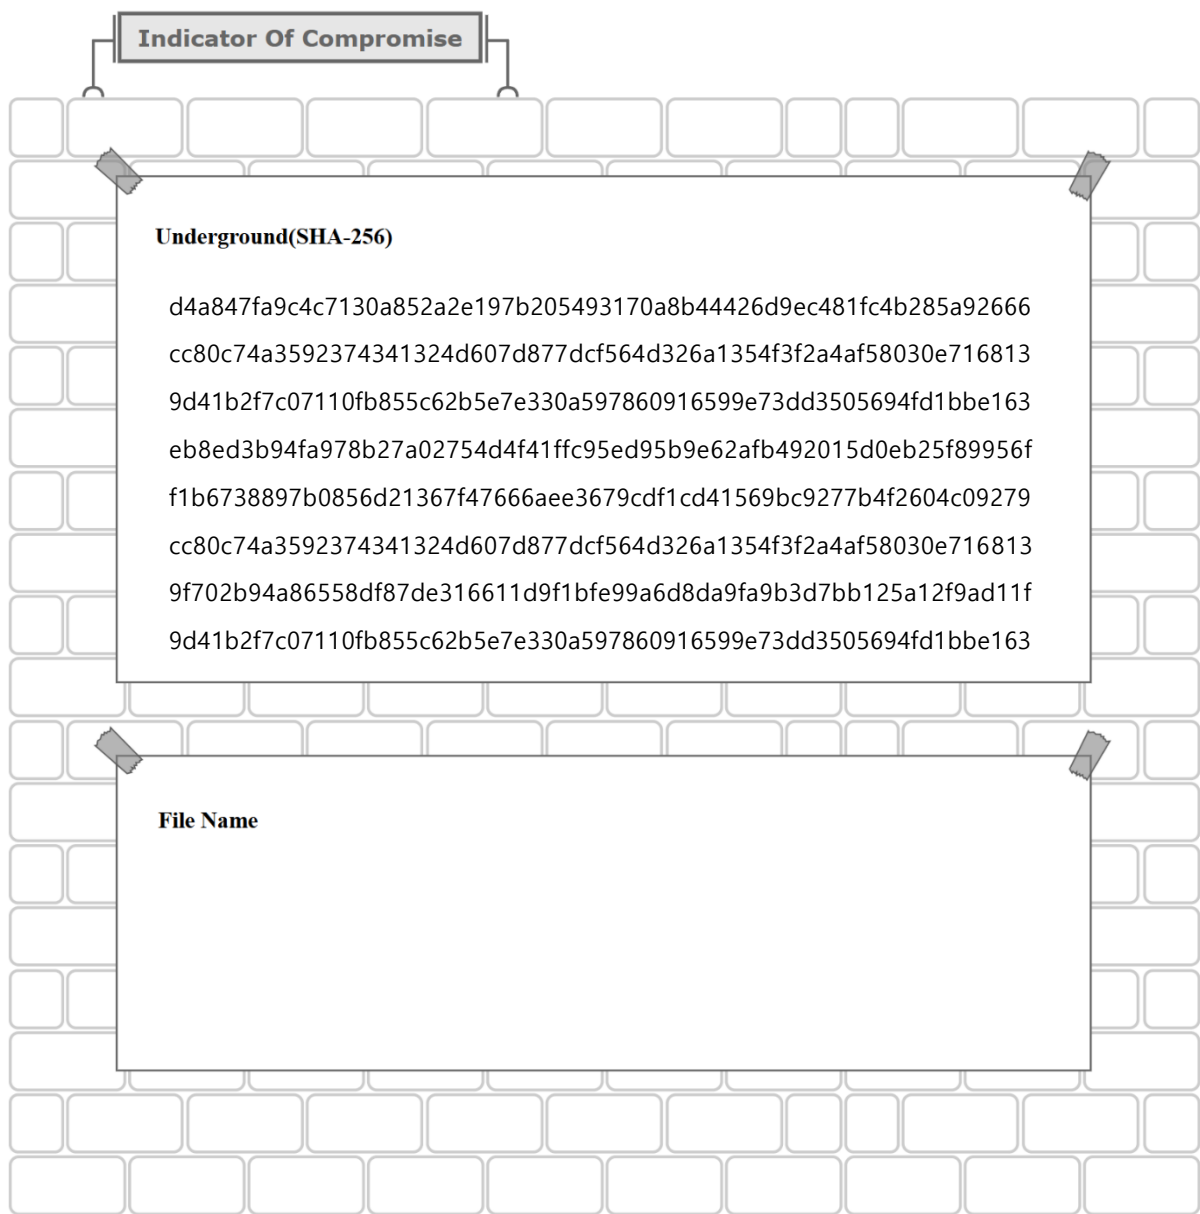 Indicator Of Compromise
Underground(SHA-256)
d4a847fa9c4c7130a852a2e197b205493170a8b44426d9ec481fc4b285a92666
cc80c74a3592374341324d607d877dcf564d326a1354f3f2a4af58030e716813
9d41b2f7c07110fb855c62b5e7e330a597860916599e73dd3505694fd1bbe163
eb8ed3b94fa978b27a02754d4f41ffc95ed95b9e62afb492015d0eb25f89956f
f1b6738897b0856d21367f47666aee3679cdf1cd41569bc9277b4f2604c09279
cc80c74a3592374341324d607d877dcf564d326a1354f3f2a4af58030e716813
9f702b94a86558df87de316611d9f1bfe99a6d8da9fa9b3d7bb125a12f9ad11f
9d41b2f7c07110fb855c62b5e7e330a597860916599e73dd3505694fd1bbe163
File Name